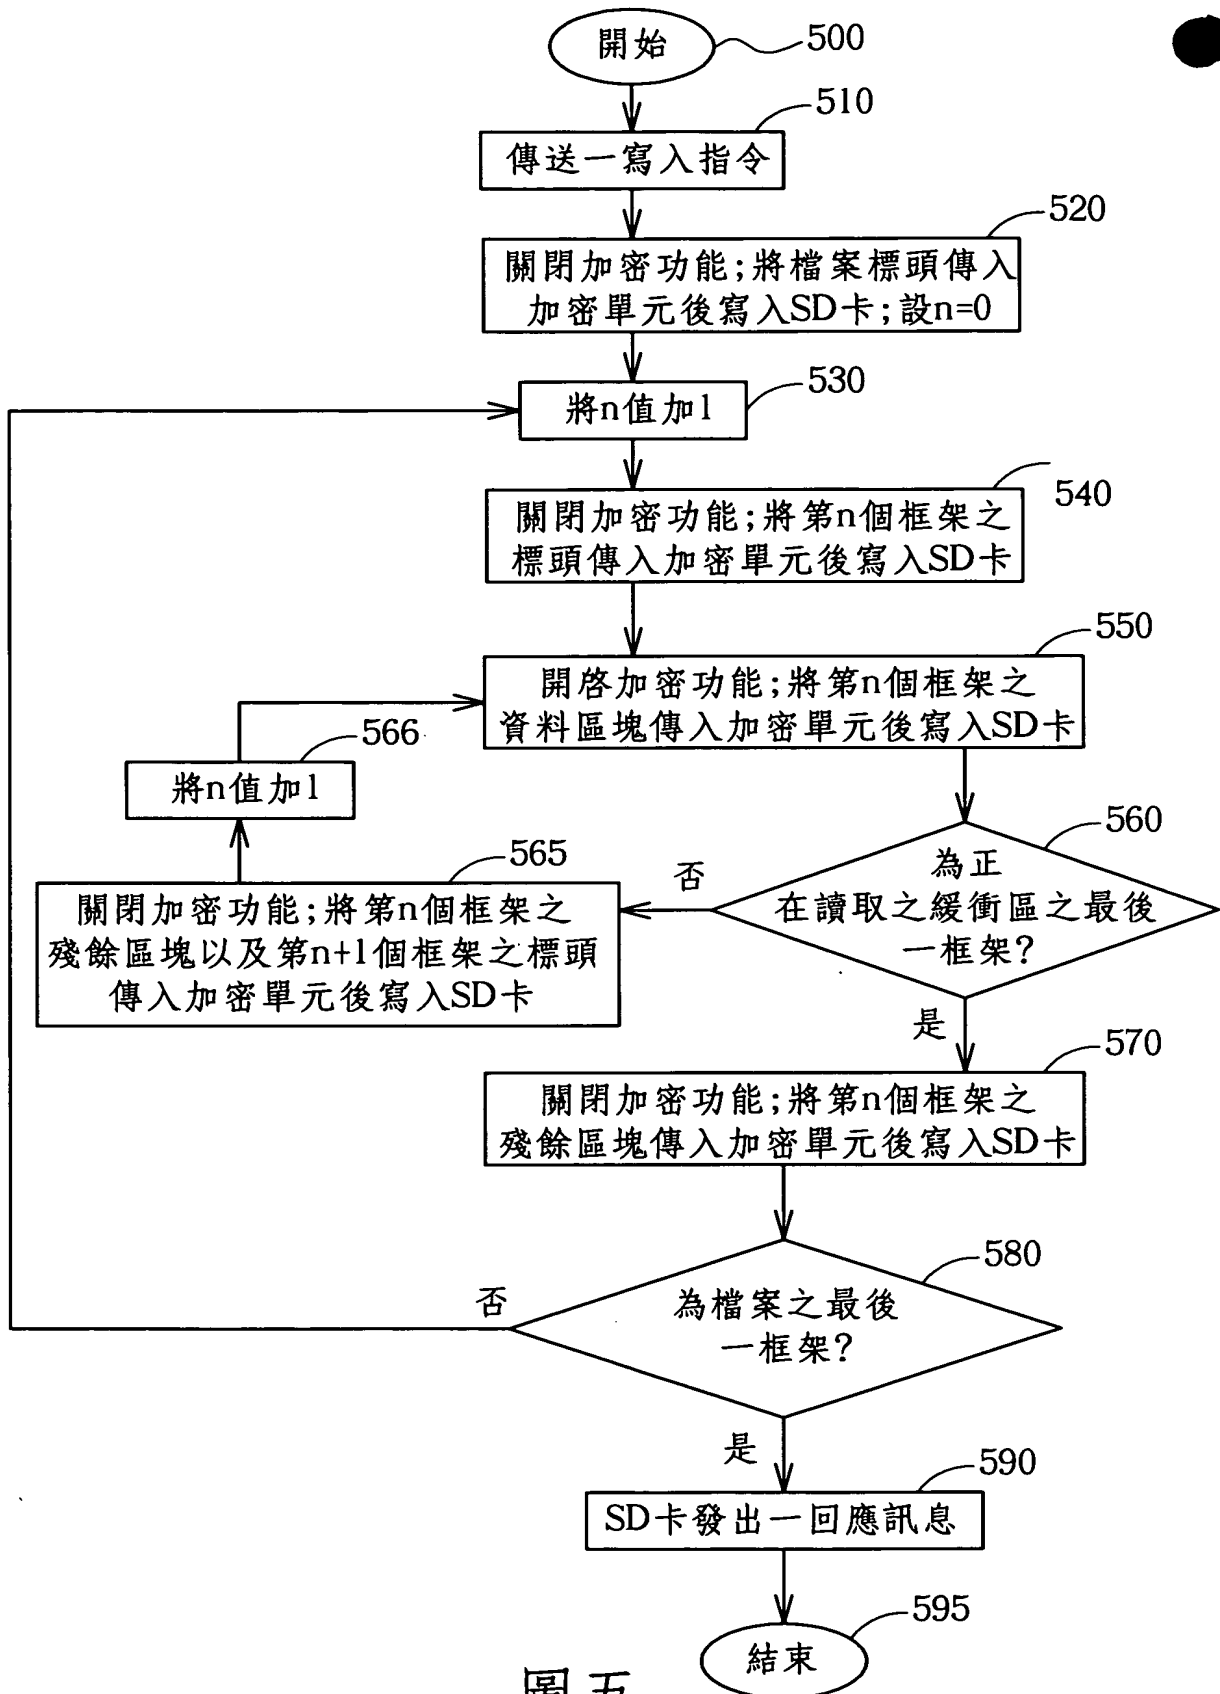 開始
500
510
傳送一寫入指令
520
關閉加密功能;將檔案標頭傳入
加密單元後寫入SD卡;設n=0
530
將n值加1
540
關閉加密功能;將第n個框架之
標頭傳入加密單元後寫入SD卡
550
開啓加密功能;將第n個框架之
資料區塊傳入加密單元後寫入SD卡
566
將n值加1
560
為正
在讀取之緩衝區之最後
一框架?
否
565
關閉加密功能;將第n個框架之
殘餘區塊以及第n+1個框架之標頭
傳入加密單元後寫入SD卡
是
570
關閉加密功能;將第n個框架之
殘餘區塊傳入加密單元後寫入SD卡
580
否
為檔案之最後
一框架?
是
590
SD卡發出一回應訊息
595
結束
圖五